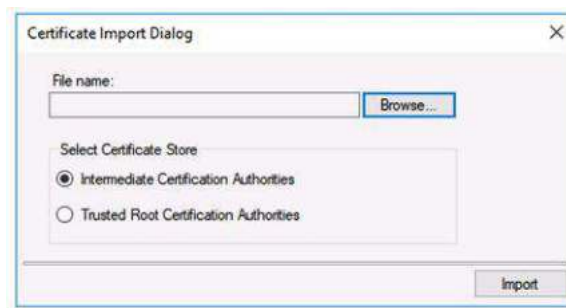 Certificate Import Dialog
File name:
Browse...
Select Certificate Store
Intermediate Certification Authorities
Trusted Root Certification Authorities
Import